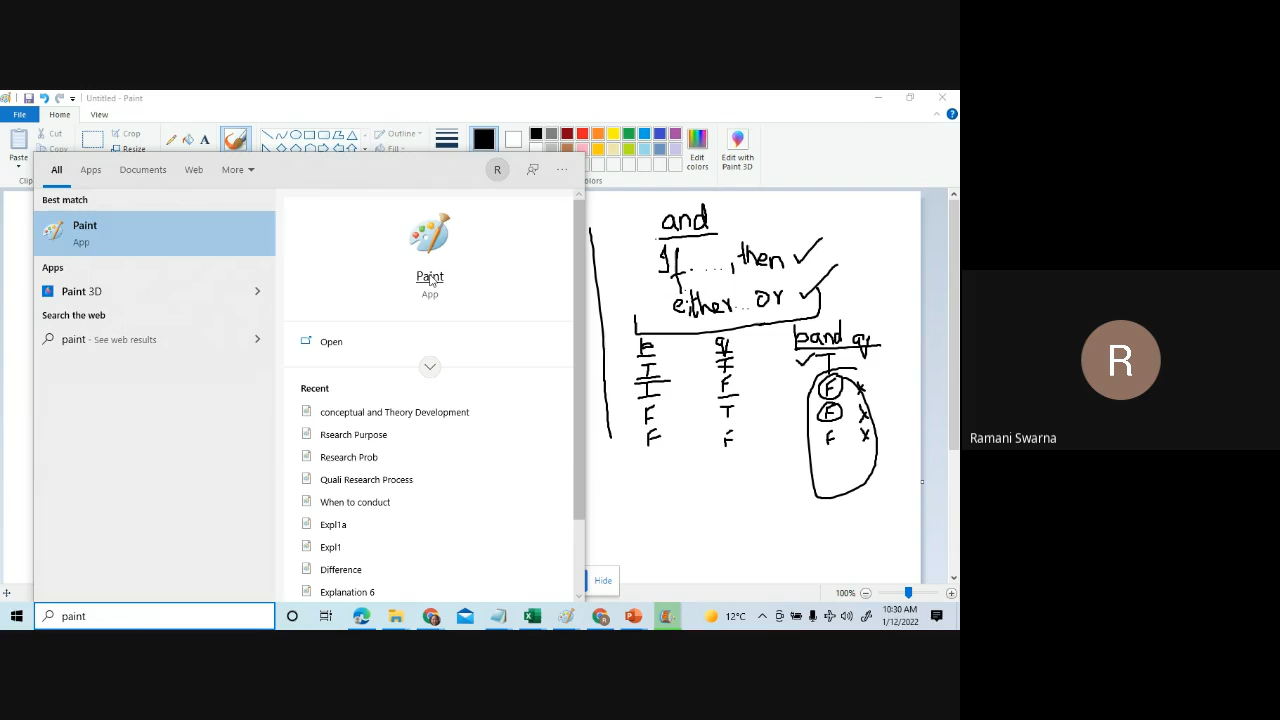 Untitled - Paint
File Home View
Cut
Crop
Outline
Copy
Resize
Fill
Paste
Edit colors
Edit with Paint 3D
All Apps Documents Web More R
Best match
Paint
App
Apps
Paint 3D
Search the web
paint - See web results
Paint
App
Open
Recent
conceptual and Theory Development
Rsearch Purpose
Research Prob
Quali Research Process
When to conduct
Expl1a
Expl1
Difference
Explanation 6
and
If ....., then ✓
either... or ✓
p q p and q
T T ✓ T
T F F x
F T F x
F F F x
Hide
100%
paint
12°C
10:30 AM
1/12/2022
R
Ramani Swarna